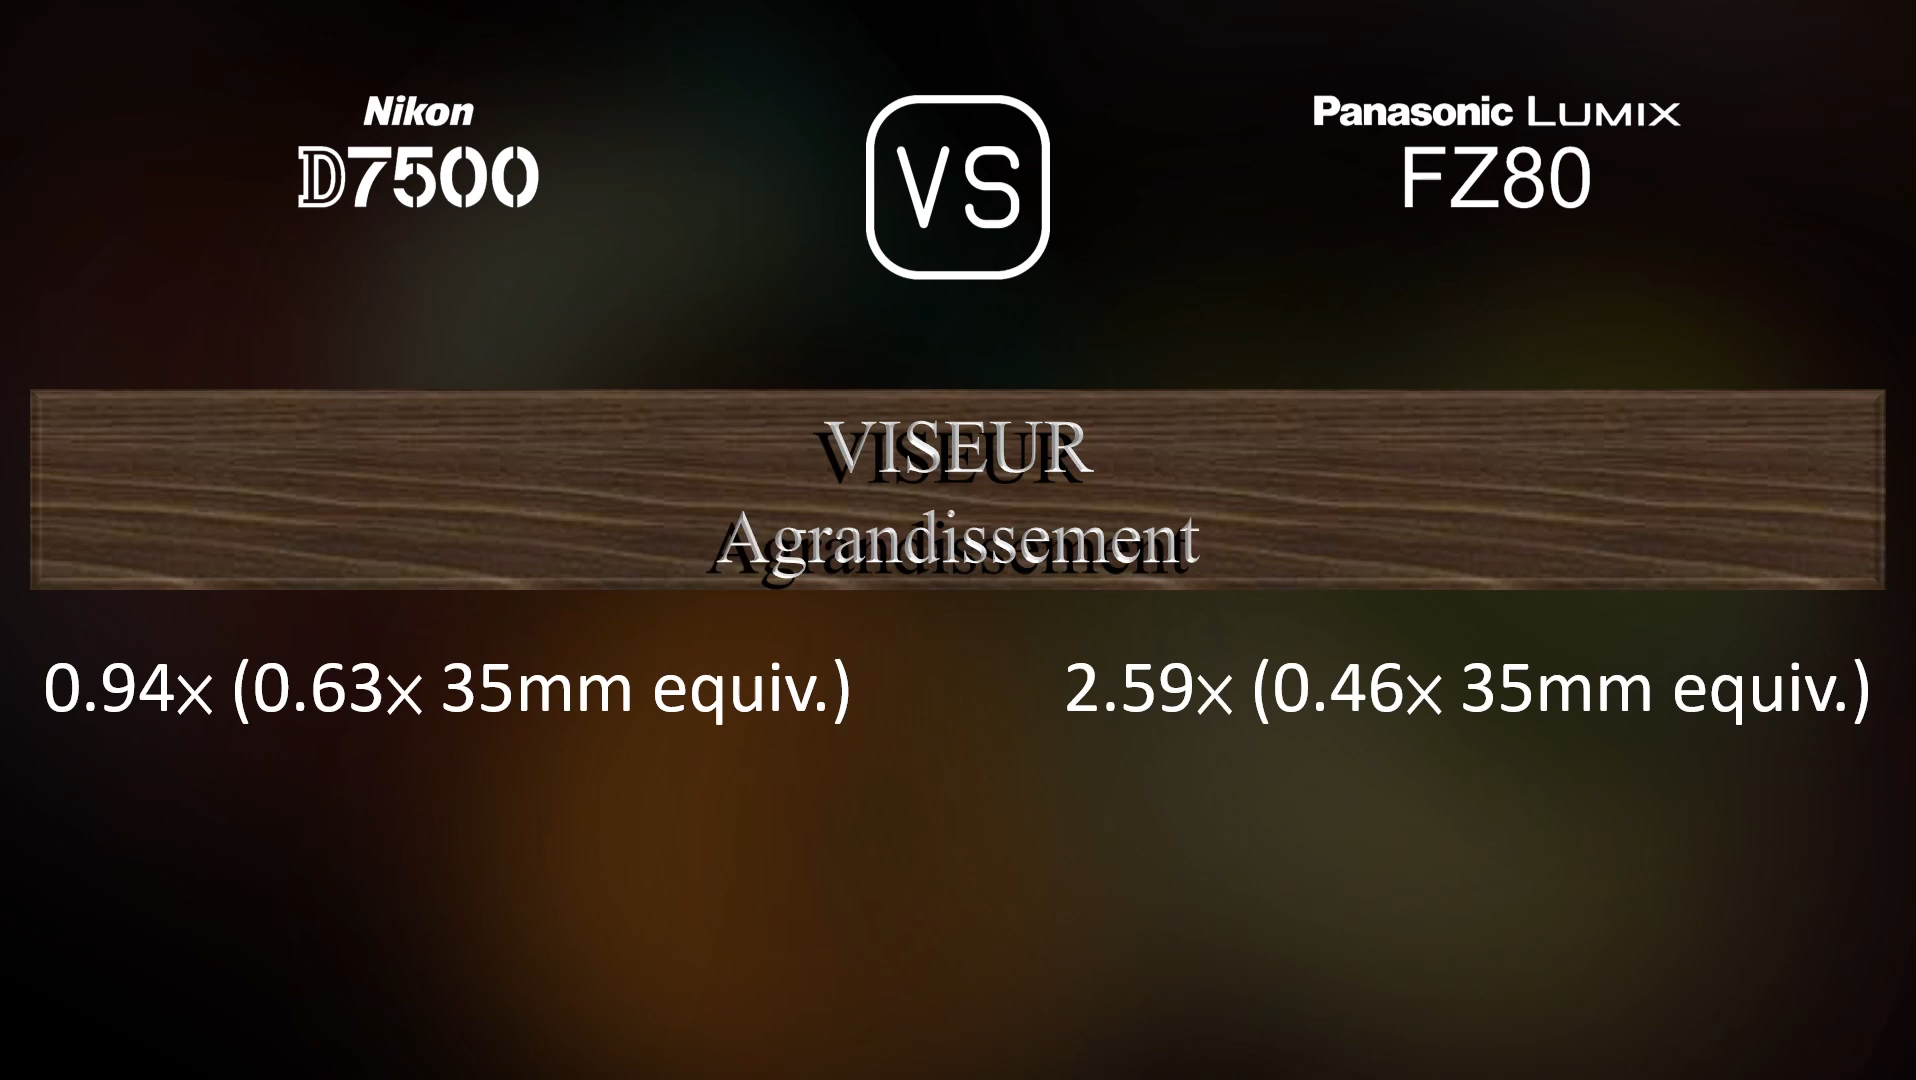 Nikon
D7500
VS
Panasonic LUMIX
FZ80
VISEUR
Agrandissement
0.94x (0.63x 35mm equiv.)
2.59x (0.46x 35mm equiv.)